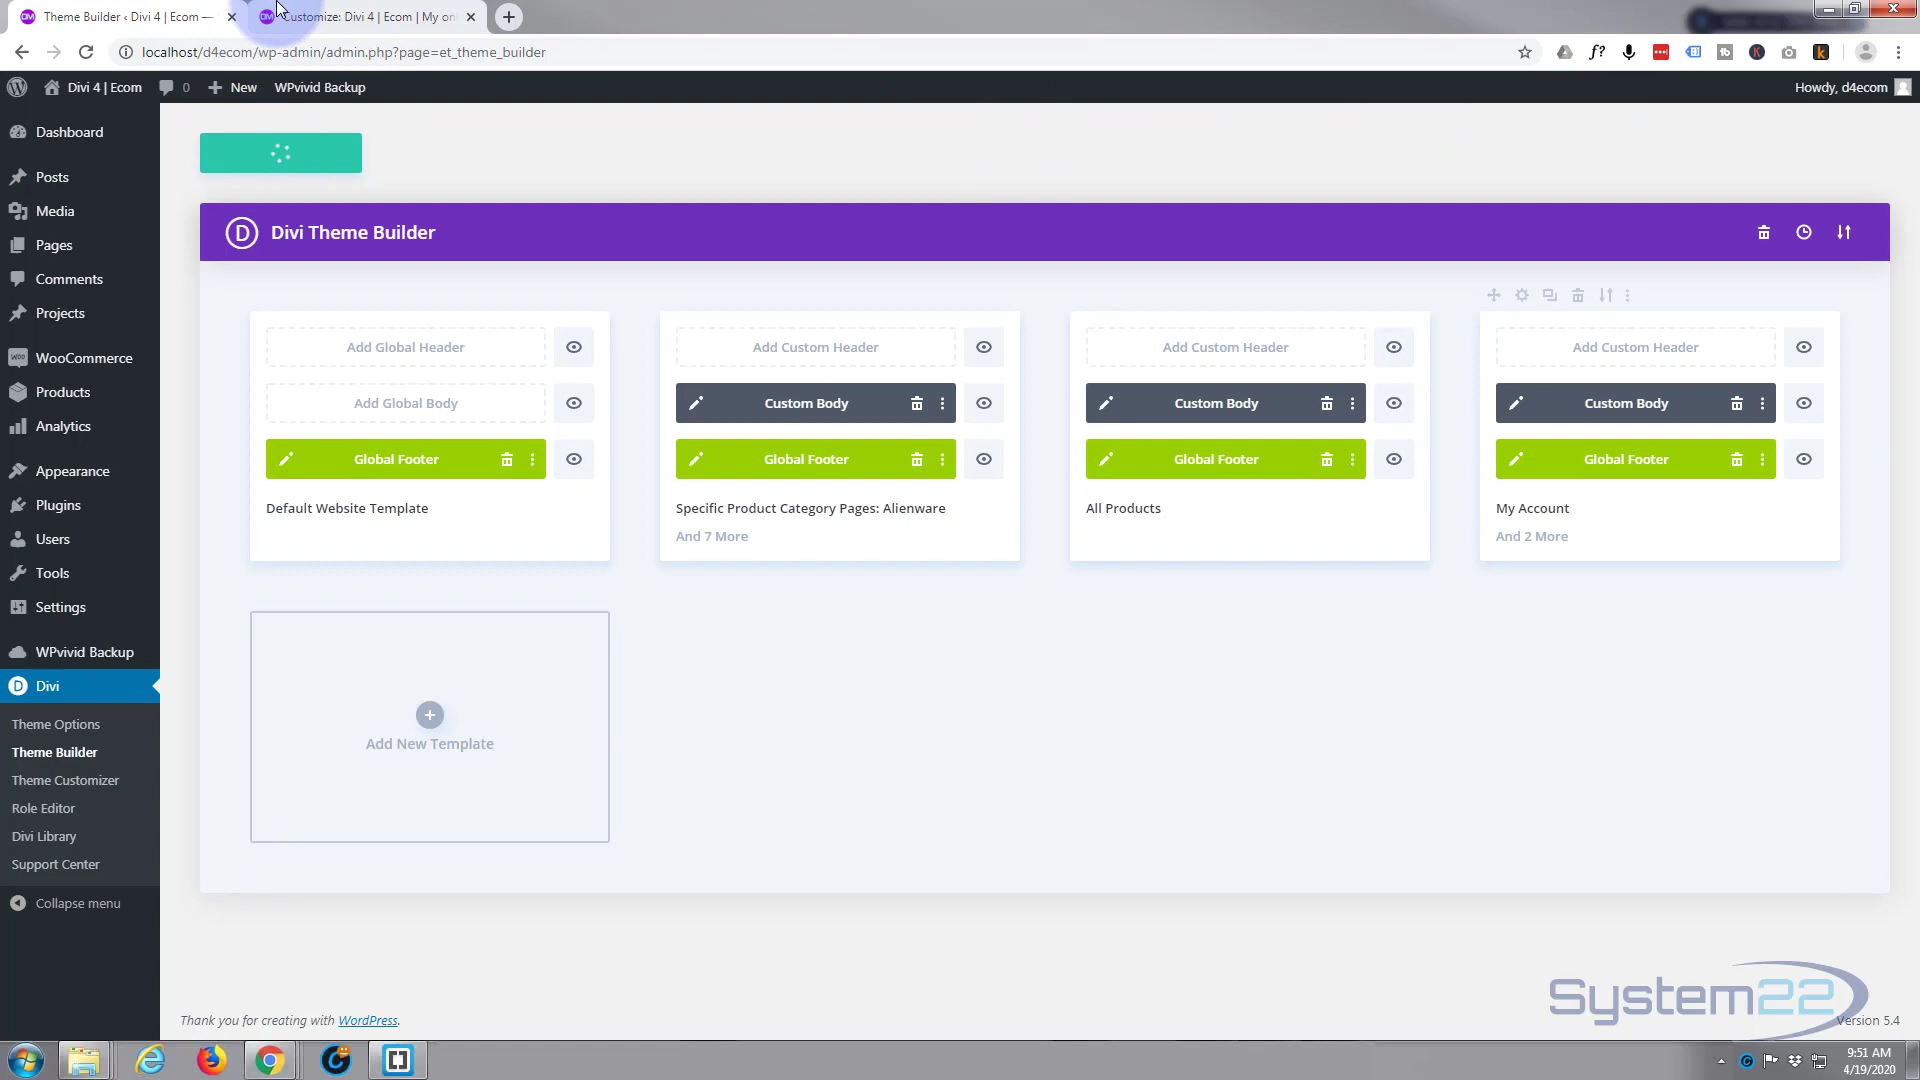 Theme Builder ‹ Divi 4 | Ecom —
Customize: Divi 4 | Ecom | My onl
localhost/d4ecom/wp-admin/admin.php?page=et_theme_builder
Divi 4 | Ecom
0
New
WPvivid Backup
Howdy, d4ecom
Dashboard
Posts
Media
Pages
Comments
Projects
WooCommerce
Products
Analytics
Appearance
Plugins
Users
Tools
Settings
WPvivid Backup
Divi
Theme Options
Theme Builder
Theme Customizer
Role Editor
Divi Library
Support Center
Collapse menu
D Divi Theme Builder
Add Global Header
Add Global Body
Global Footer
Default Website Template
Add Custom Header
Custom Body
Global Footer
Specific Product Category Pages: Alienware
And 7 More
Add Custom Header
Custom Body
Global Footer
All Products
Add Custom Header
Custom Body
Global Footer
My Account
And 2 More
Add New Template
Thank you for creating with WordPress.
System22
Version 5.4
9:51 AM
4/19/2020